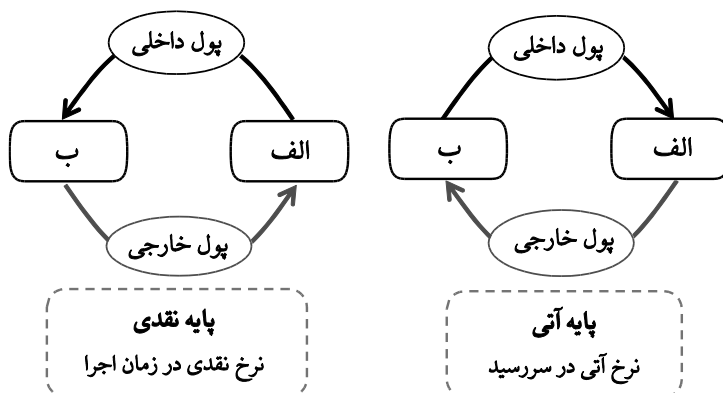 پول داخلی
الف
ب
پول خارجی
پایه آتی
نرخ آتی در سررسید
پول داخلی
الف
ب
پول خارجی
پایه نقدی
نرخ نقدی در زمان اجرا